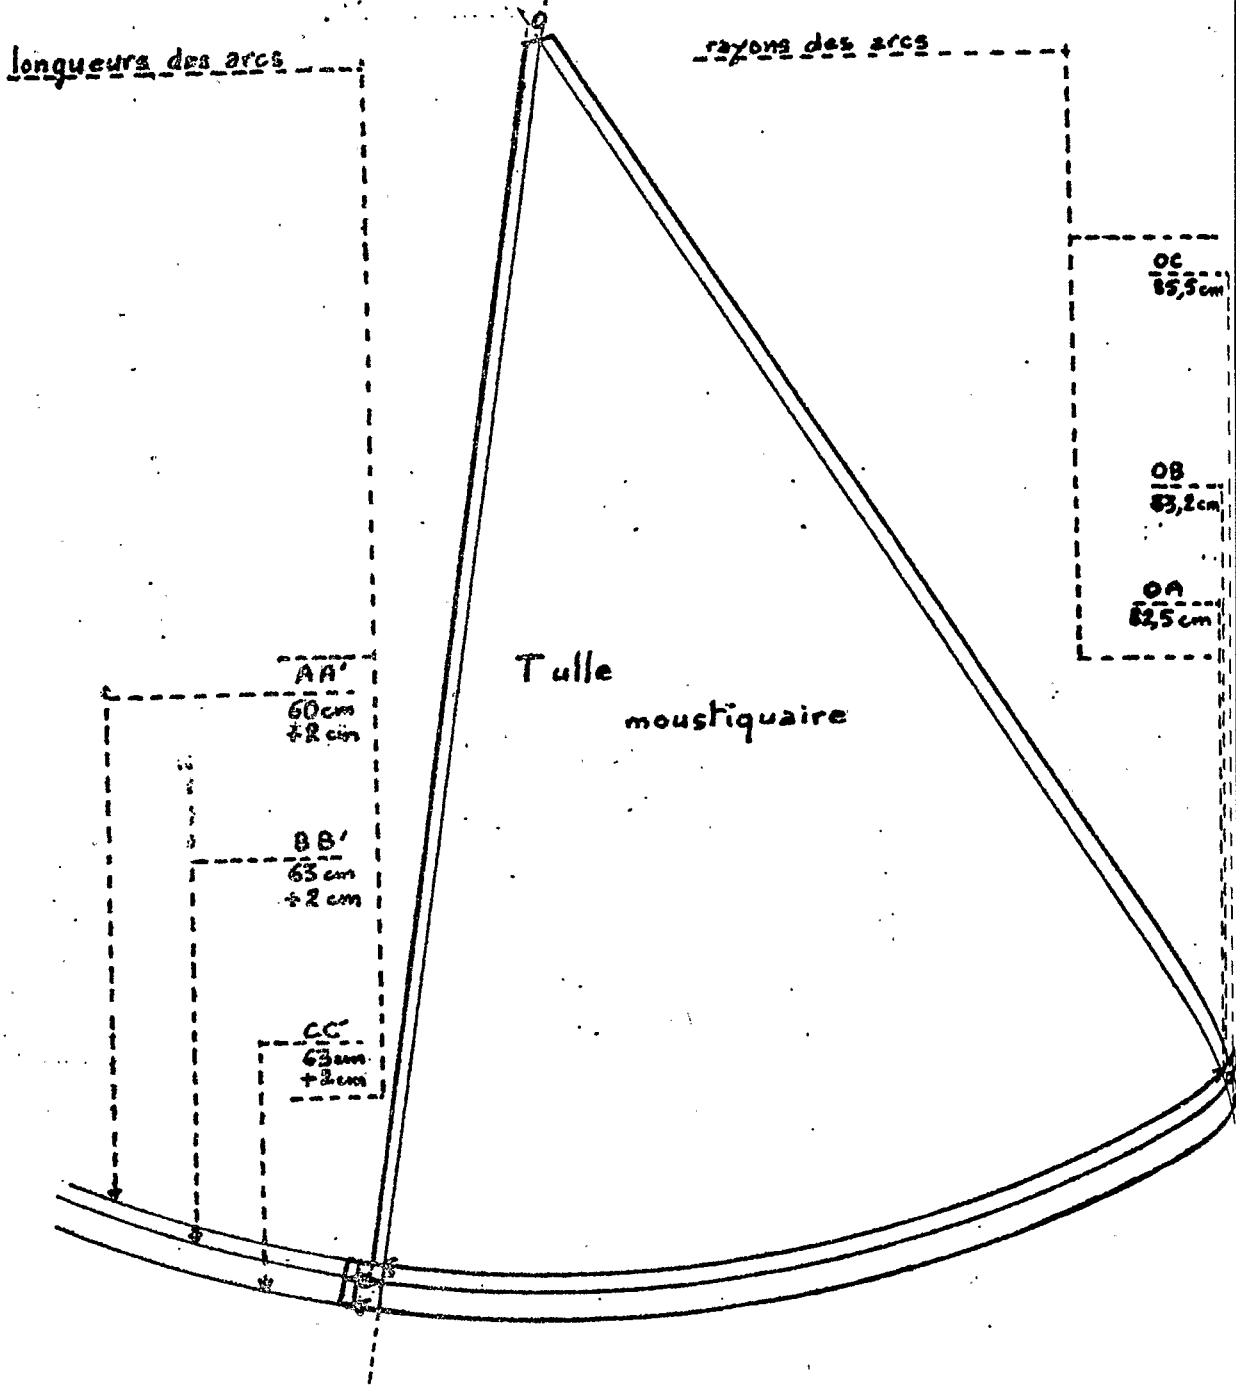 O
longueurs des arcs
rayons des arcs
OC
85,5 cm
OB
83,2 cm
OA
82,5 cm
Tulle
moustiquaire
AA'
60 cm
+2 cm
BB'
63 cm
+2 cm
CC'
63 cm
+2 cm